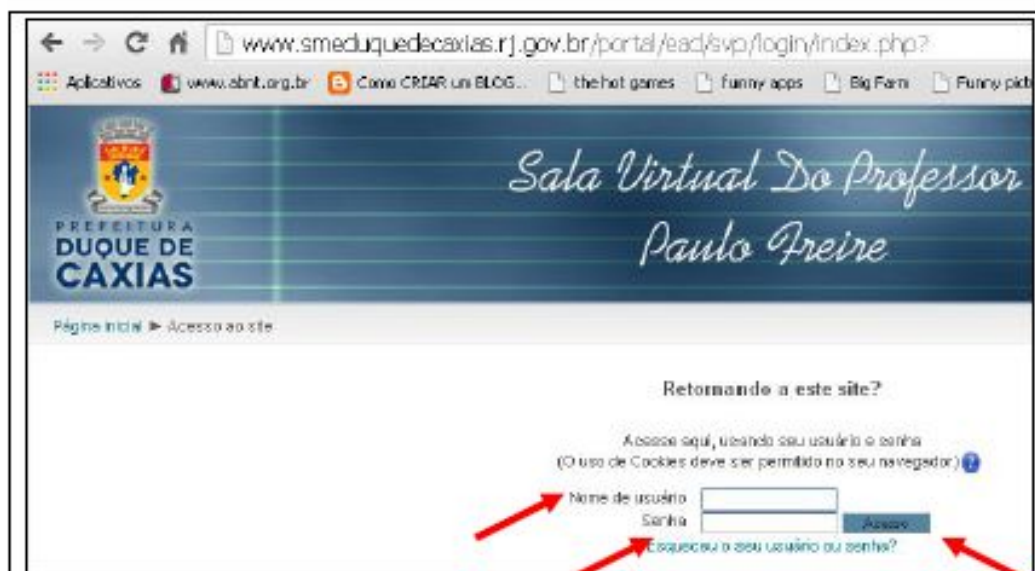 www.smeduquedecaxias.rj.gov.br/portal/ead/svp/login/index.php?
Aplicativos www.abnt.org.br Como CRIAR um BLOG... the hot games funny apps Big Farm Funny pict
Sala Virtual Do Professor
Paulo Freire
PREFEITURA
DUQUE DE
CAXIAS
Página inicial ► Acesso ao site
Retornando a este site?
Acesse aqui, usando seu usuário e senha
(O uso de Cookies deve ser permitido no seu navegador) ?
Nome de usuário
Senha Acesso
Esqueceu o seu usuário ou senha?